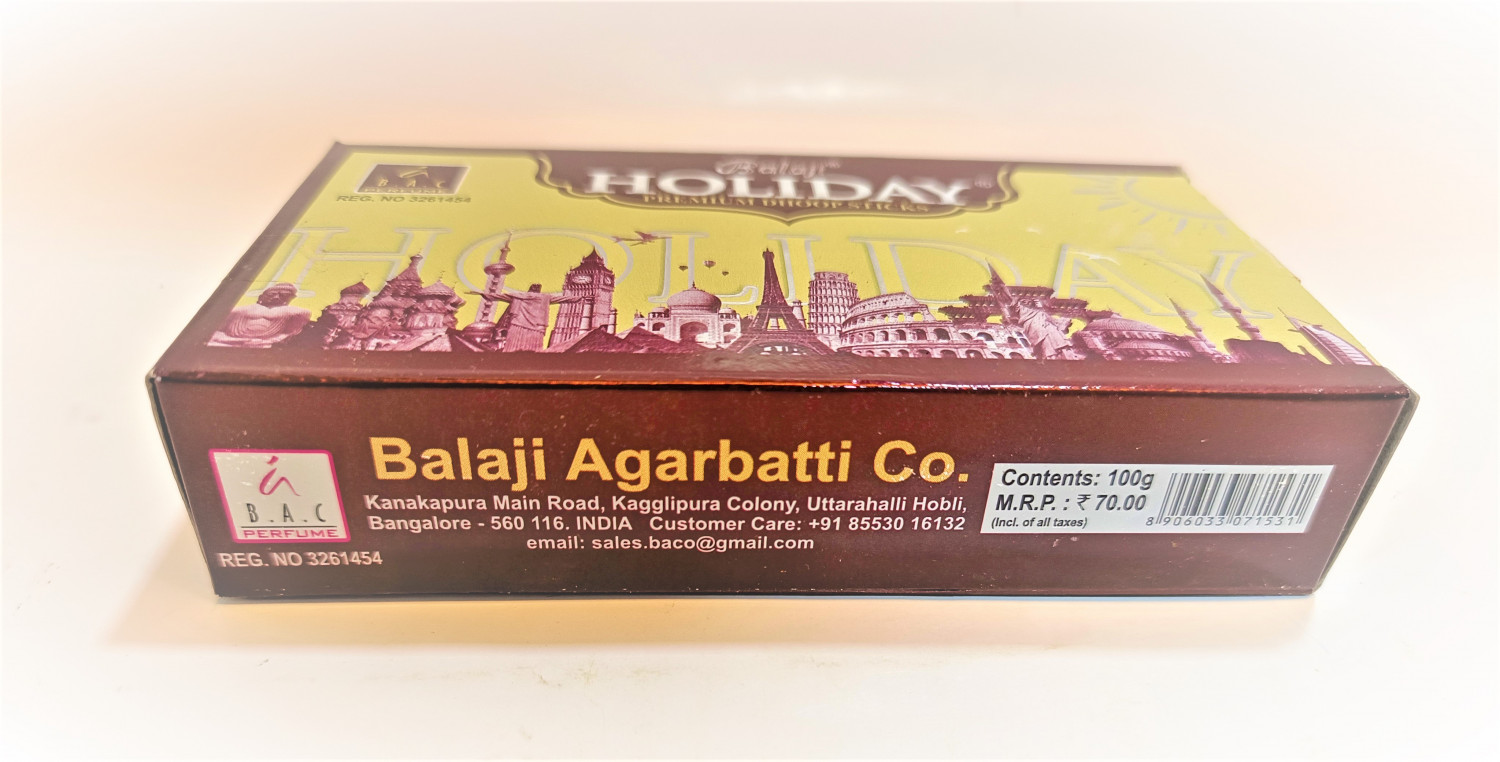 B.A.C
PERFUME
REG. NO 3261454
Balaji®
HOLIDAY®
PREMIUM DHOOP STICKS
HOLIDAY
B.A.C
PERFUME
REG. NO 3261454
Balaji Agarbatti Co.
Kanakapura Main Road, Kagglipura Colony, Uttarahalli Hobli,
Bangalore - 560 116. INDIA Customer Care: +91 85530 16132
email: sales.baco@gmail.com
Contents: 100g
M.R.P. : ₹ 70.00
(Incl. of all taxes)
8 906033 071531